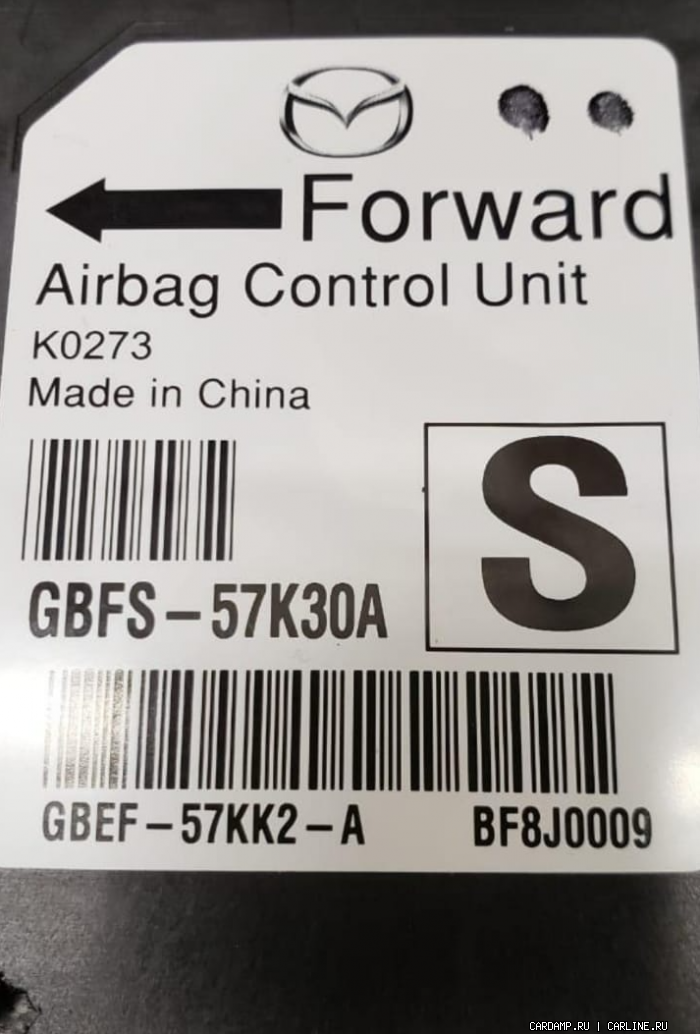 Forward
Airbag Control Unit
K0273
Made in China
S
GBFS-57K30A
GBEF-57KK2-A BF8J0009
CARDAMP.RU | CARLINE.RU